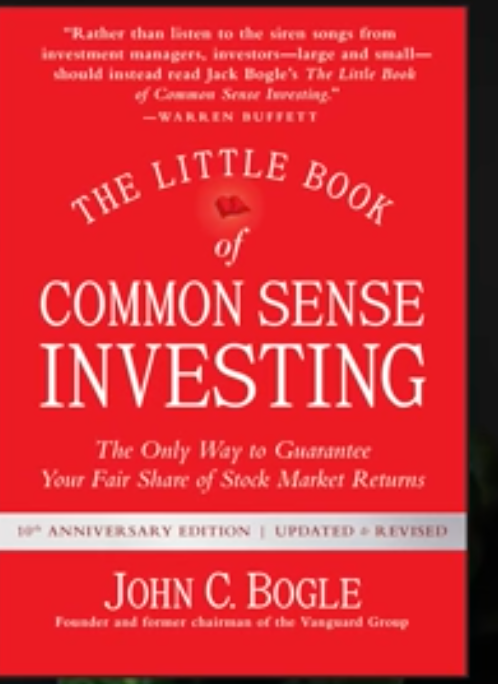 "Rather than listen to the siren songs from
investment managers, investors—large and small—
should instead read Jack Bogle's The Little Book
of Common Sense Investing."
—WARREN BUFFETT
THE LITTLE BOOK
of
COMMON SENSE
INVESTING
The Only Way to Guarantee
Your Fair Share of Stock Market Returns
10th ANNIVERSARY EDITION | UPDATED & REVISED
JOHN C. BOGLE
Founder and former chairman of the Vanguard Group